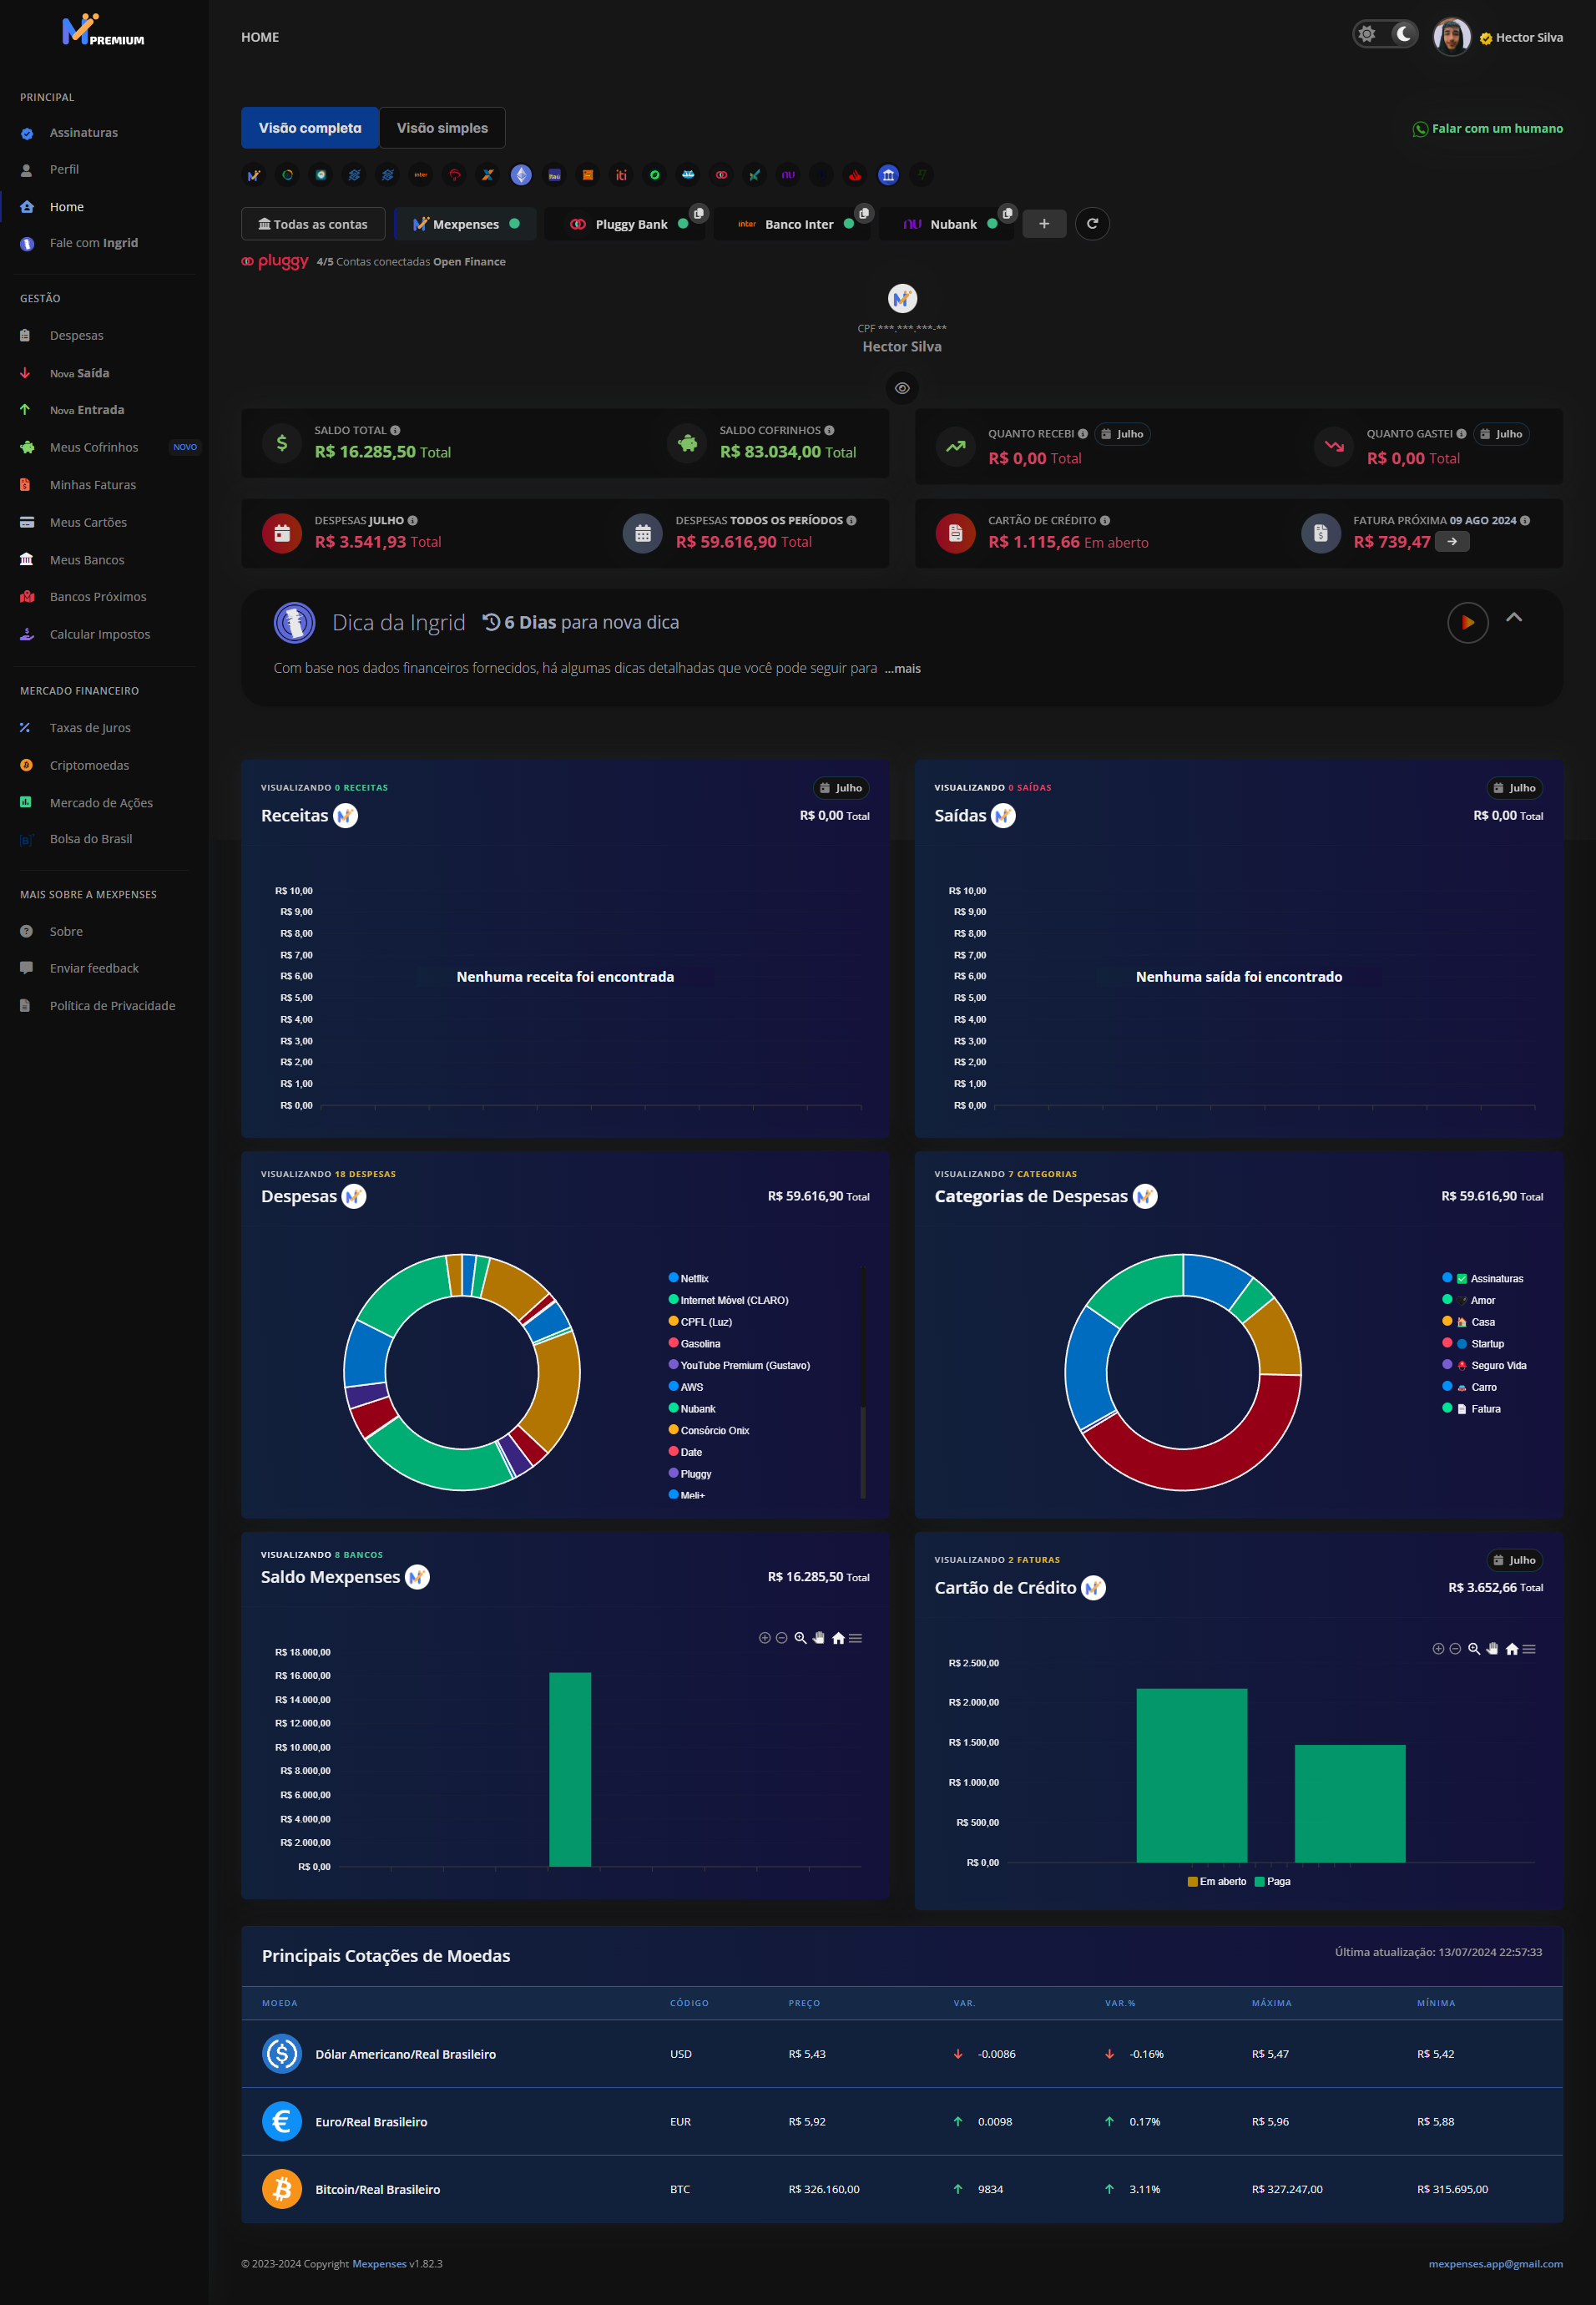 PREMIUM
PRINCIPAL
Assinaturas
Perfil
Home
Fale com Ingrid
GESTÃO
Despesas
Nova Saída
Nova Entrada
Meus Cofrinhos NOVO
Minhas Faturas
Meus Cartões
Meus Bancos
Bancos Próximos
Calcular Impostos
MERCADO FINANCEIRO
Taxas de Juros
Criptomoedas
Mercado de Ações
Bolsa do Brasil
MAIS SOBRE A MEXPENSES
Sobre
Enviar feedback
Política de Privacidade
HOME
Hector Silva
Visão completa Visão simples
Falar com um humano
inter itaú iti nu
Todas as contas Mexpenses Pluggy Bank inter Banco Inter nu Nubank +
pluggy 4/5 Contas conectadas Open Finance
CPF ***.***.***-**
Hector Silva
SALDO TOTAL
R$ 16.285,50 Total
SALDO COFRINHOS
R$ 83.034,00 Total
QUANTO RECEBI Julho
R$ 0,00 Total
QUANTO GASTEI Julho
R$ 0,00 Total
DESPESAS JULHO
R$ 3.541,93 Total
DESPESAS TODOS OS PERÍODOS
R$ 59.616,90 Total
CARTÃO DE CRÉDITO
R$ 1.115,66 Em aberto
FATURA PRÓXIMA 09 AGO 2024
R$ 739,47
Dica da Ingrid 6 Dias para nova dica
Com base nos dados financeiros fornecidos, há algumas dicas detalhadas que você pode seguir para ...mais
VISUALIZANDO 0 RECEITAS Julho
Receitas R$ 0,00 Total
R$ 10,00
R$ 9,00
R$ 8,00
R$ 7,00
R$ 6,00
R$ 5,00
R$ 4,00
R$ 3,00
R$ 2,00
R$ 1,00
R$ 0,00
Nenhuma receita foi encontrada
VISUALIZANDO 0 SAÍDAS Julho
Saídas R$ 0,00 Total
R$ 10,00
R$ 9,00
R$ 8,00
R$ 7,00
R$ 6,00
R$ 5,00
R$ 4,00
R$ 3,00
R$ 2,00
R$ 1,00
R$ 0,00
Nenhuma saída foi encontrado
VISUALIZANDO 18 DESPESAS
Despesas R$ 59.616,90 Total
Netflix
Internet Móvel (CLARO)
CPFL (Luz)
Gasolina
YouTube Premium (Gustavo)
AWS
Nubank
Consórcio Onix
Date
Pluggy
Meli+
VISUALIZANDO 7 CATEGORIAS
Categorias de Despesas R$ 59.616,90 Total
Assinaturas
Amor
Casa
Startup
Seguro Vida
Carro
Fatura
VISUALIZANDO 8 BANCOS
Saldo Mexpenses R$ 16.285,50 Total
R$ 18.000,00
R$ 16.000,00
R$ 14.000,00
R$ 12.000,00
R$ 10.000,00
R$ 8.000,00
R$ 6.000,00
R$ 4.000,00
R$ 2.000,00
R$ 0,00
VISUALIZANDO 2 FATURAS Julho
Cartão de Crédito R$ 3.652,66 Total
R$ 2.500,00
R$ 2.000,00
R$ 1.500,00
R$ 1.000,00
R$ 500,00
R$ 0,00
Em aberto Paga
Principais Cotações de Moedas Última atualização: 13/07/2024 22:57:33
MOEDA CÓDIGO PREÇO VAR. VAR.% MÁXIMA MÍNIMA
Dólar Americano/Real Brasileiro USD R$ 5,43 -0.0086 -0.16% R$ 5,47 R$ 5,42
Euro/Real Brasileiro EUR R$ 5,92 0.0098 0.17% R$ 5,96 R$ 5,88
Bitcoin/Real Brasileiro BTC R$ 326.160,00 9834 3.11% R$ 327.247,00 R$ 315.695,00
© 2023-2024 Copyright Mexpenses v1.82.3
mexpenses.app@gmail.com